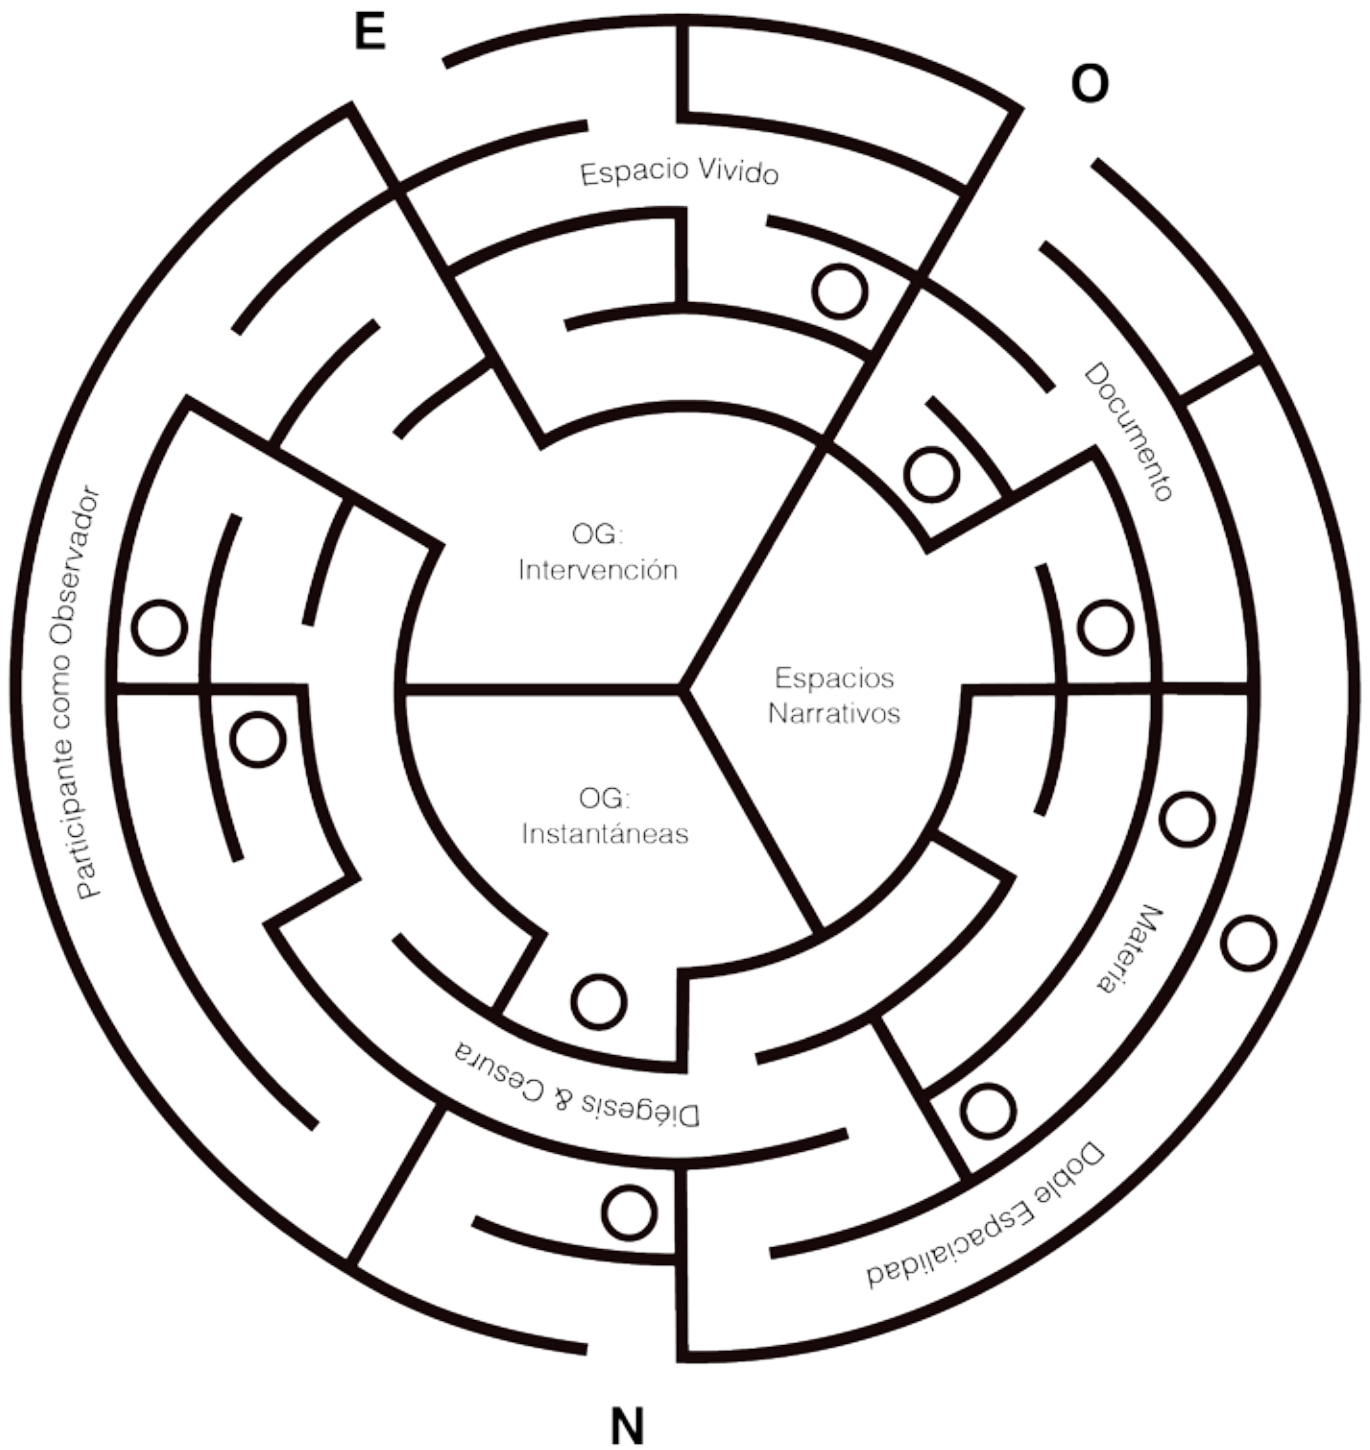 E
O
Espacio Vivido
Documento
OG:
Intervención
Participante como Observador
Espacios
Narrativos
OG:
Instantáneas
Materia
Diégesis & Cesura
Doble Espacialidad
N